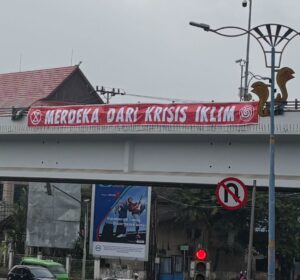 MERDEKA DARI KRISIS IKLIM